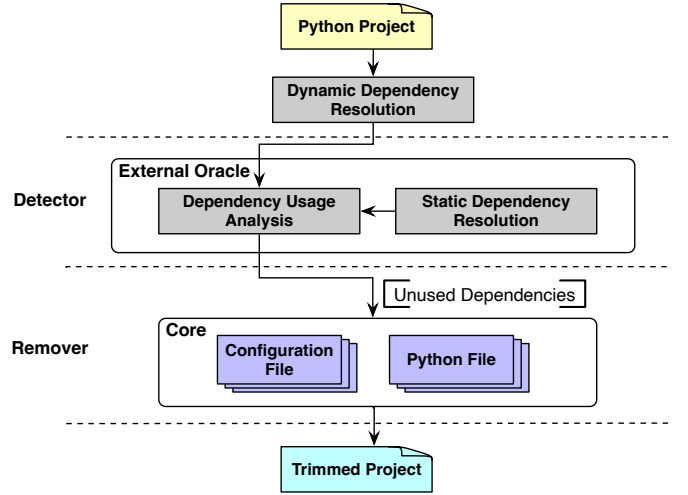 Python Project
Dynamic Dependency
Resolution
External Oracle
Detector
Dependency Usage
Analysis
Static Dependency
Resolution
Unused Dependencies
Remover
Core
Configuration
File
Python File
Trimmed Project